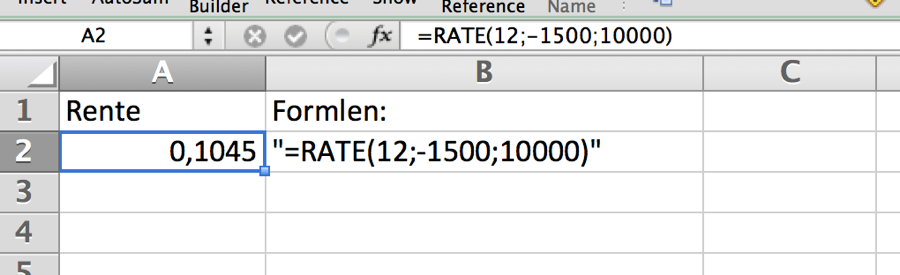 Insert AutoSum Builder Reference Show Reference Name
A2 fx =RATE(12;-1500;10000)
A B C
1 Rente Formlen:
2 0,1045 "=RATE(12;-1500;10000)"
3
4
5